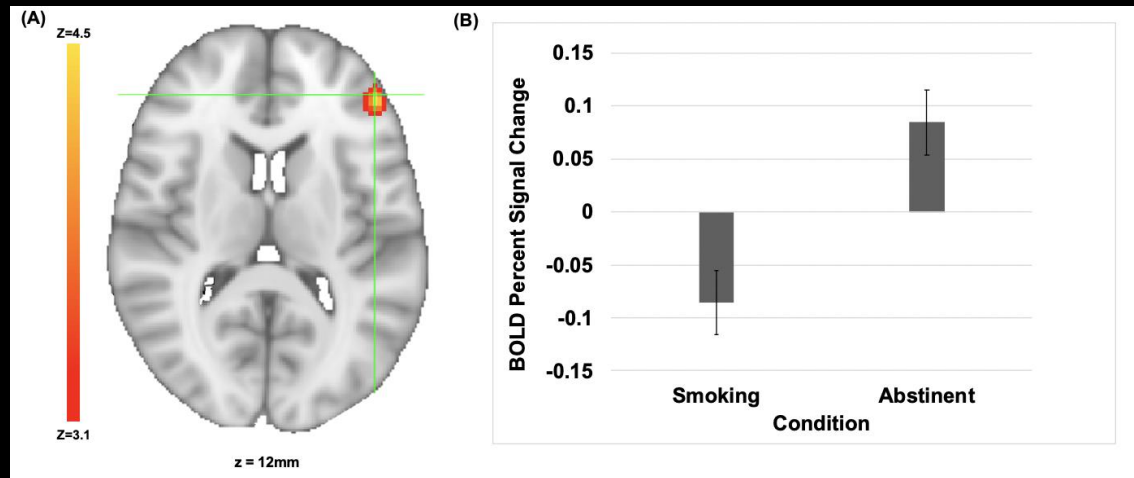 (A)
Z=4.5
Z=3.1
z = 12mm
(B)
BOLD Percent Signal Change
0.15
0.1
0.05
0
-0.05
-0.1
-0.15
Smoking Abstinent
Condition